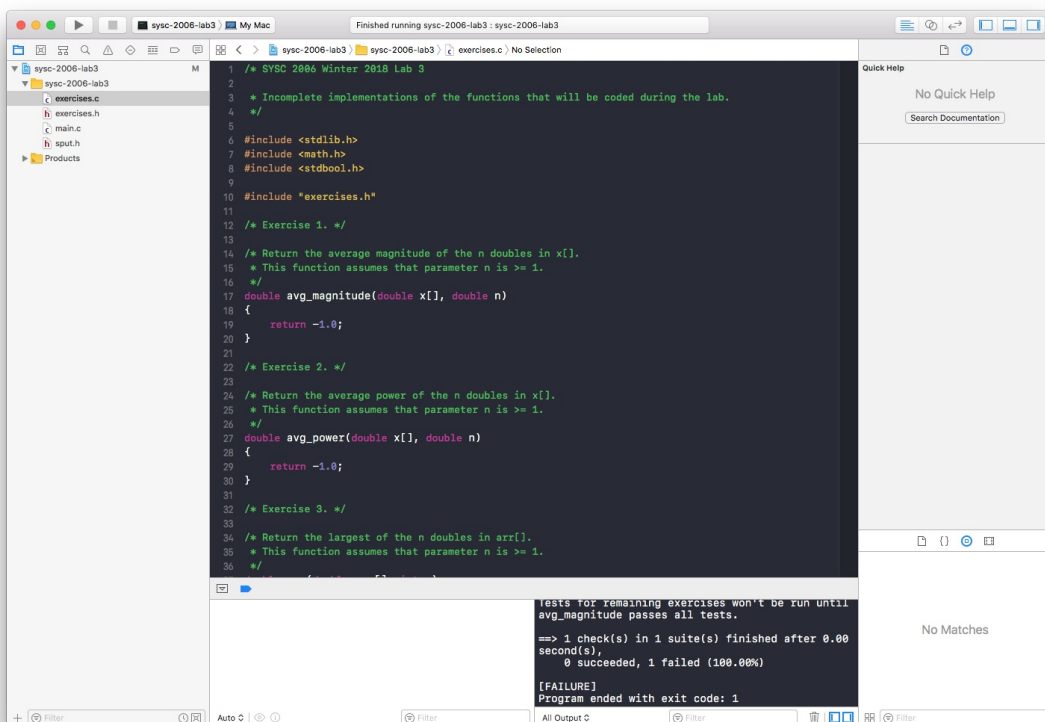 sysc-2006-lab3 › My Mac
Finished running sysc-2006-lab3 : sysc-2006-lab3
sysc-2006-lab3 › sysc-2006-lab3 › exercises.c › No Selection
sysc-2006-lab3 M
sysc-2006-lab3
exercises.c
exercises.h
main.c
sput.h
Products
1 /* SYSC 2006 Winter 2018 Lab 3
2
3 * Incomplete implementations of the functions that will be coded during the lab.
4 */
5
6 #include <stdlib.h>
7 #include <math.h>
8 #include <stdbool.h>
9
10 #include "exercises.h"
11
12 /* Exercise 1. */
13
14 /* Return the average magnitude of the n doubles in x[].
15 * This function assumes that parameter n is >= 1.
16 */
17 double avg_magnitude(double x[], double n)
18 {
19 return -1.0;
20 }
21
22 /* Exercise 2. */
23
24 /* Return the average power of the n doubles in x[].
25 * This function assumes that parameter n is >= 1.
26 */
27 double avg_power(double x[], double n)
28 {
29 return -1.0;
30 }
31
32 /* Exercise 3. */
33
34 /* Return the largest of the n doubles in arr[].
35 * This function assumes that parameter n is >= 1.
36 */
Quick Help
No Quick Help
Search Documentation
No Matches
Tests for remaining exercises won't be run until
avg_magnitude passes all tests.
==> 1 check(s) in 1 suite(s) finished after 0.00
second(s),
0 succeeded, 1 failed (100.00%)
[FAILURE]
Program ended with exit code: 1
Filter
Auto
Filter
All Output
Filter
Filter